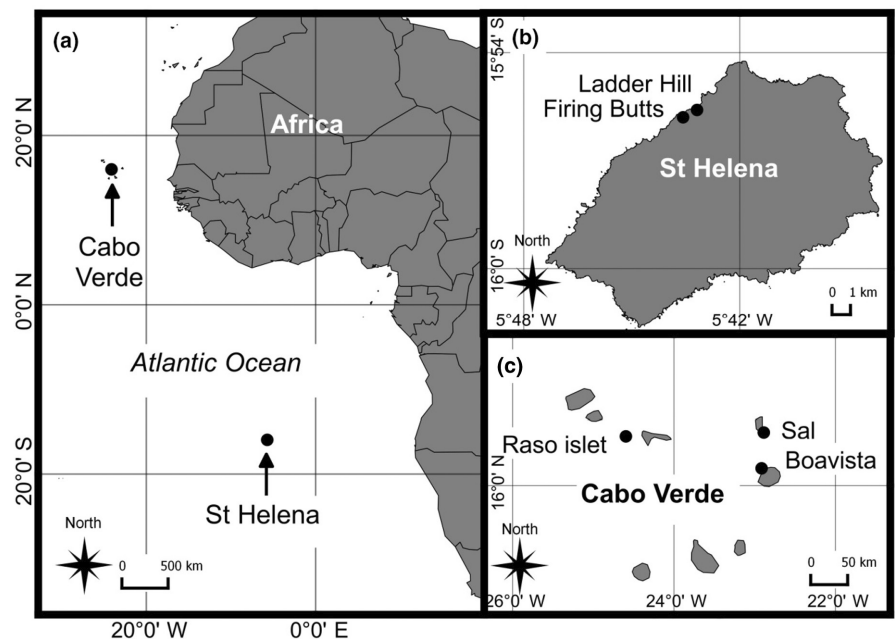 (a)
Africa
20°0' N
Cabo
Verde
0°0' N
Atlantic Ocean
20°0' S
St Helena
North
0 500 km
20°0' W
0°0' E
(b)
15°54' S
Ladder Hill
Firing Butts
St Helena
North
16°0' S
0 1 km
5°48' W
5°42' W
(c)
Raso islet
Sal
Boavista
16°0' N
Cabo Verde
North
0 50 km
26°0' W
24°0' W
22°0' W